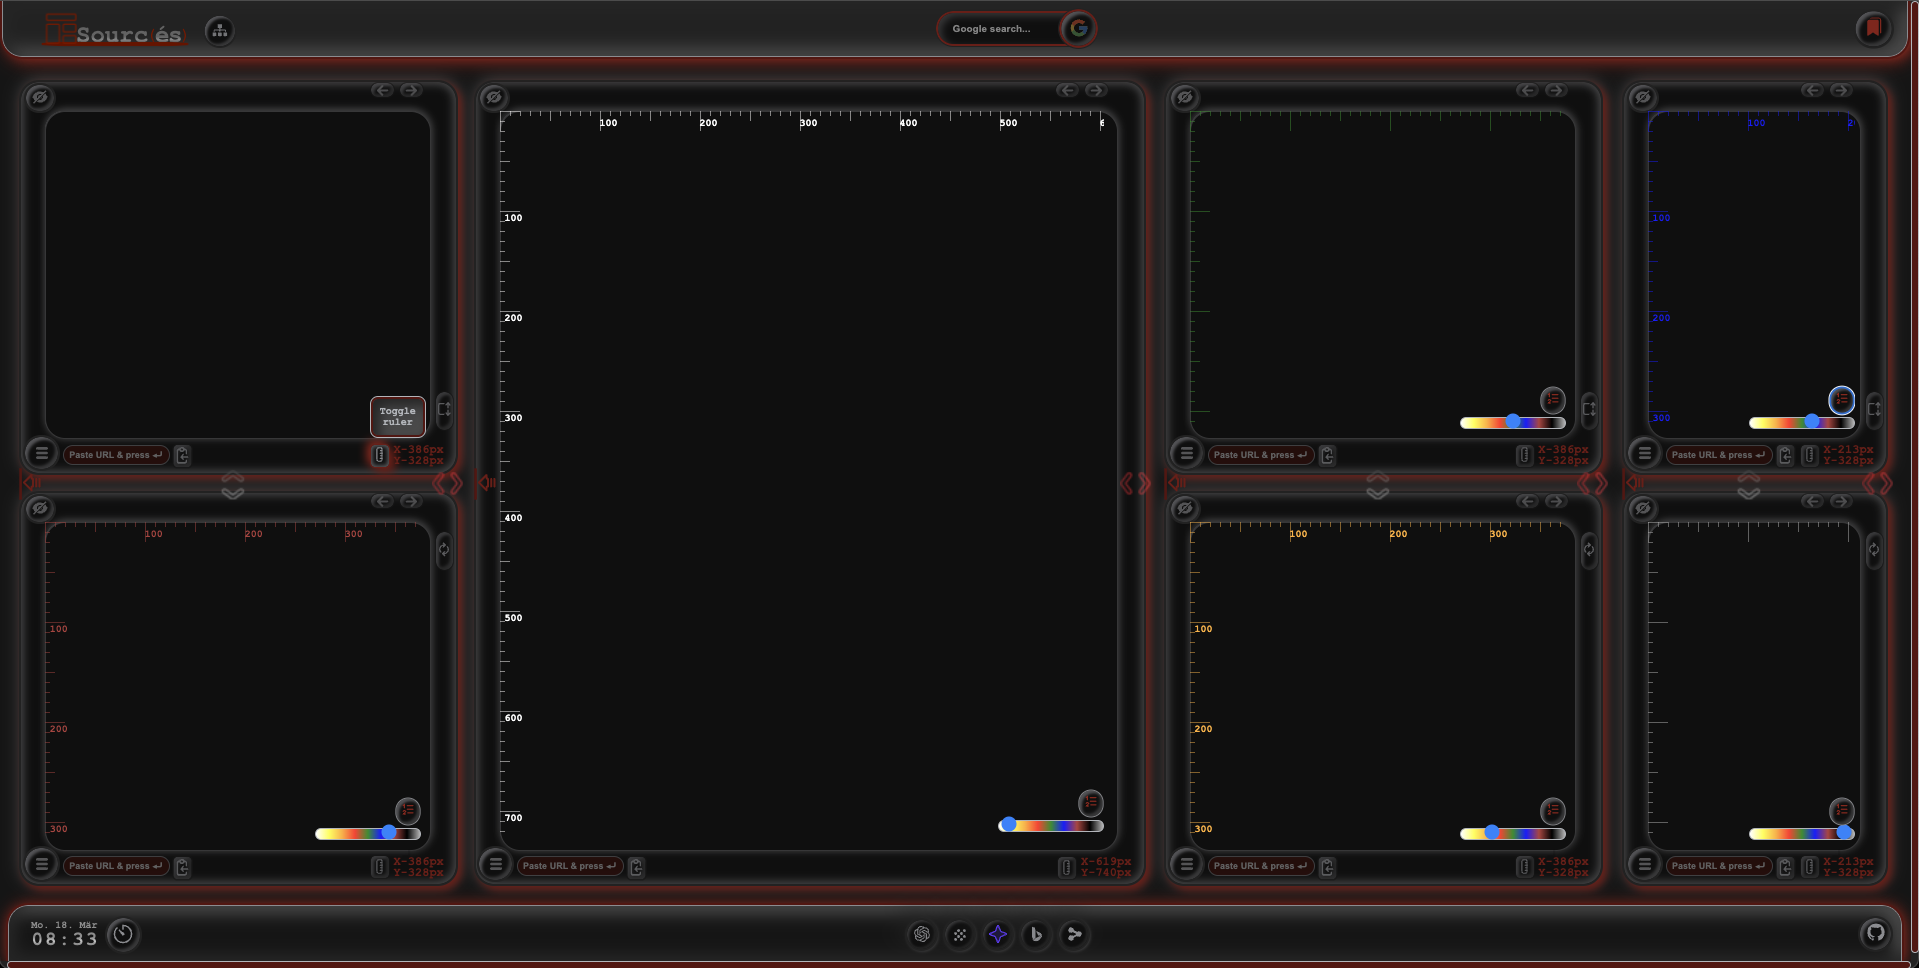 Sourcés
Google search...
Toggle
ruler
Paste URL & press
X-386px
Y-328px
100
200
300
400
500
6
100
200
300
400
500
600
700
Paste URL & press
X-619px
Y-740px
Paste URL & press
X-386px
Y-328px
100
2
100
200
300
Paste URL & press
X-213px
Y-328px
100
200
300
100
200
300
Paste URL & press
X-386px
Y-328px
100
200
300
100
200
300
Paste URL & press
X-386px
Y-328px
Paste URL & press
X-213px
Y-328px
Mo. 18. Mär
08:33